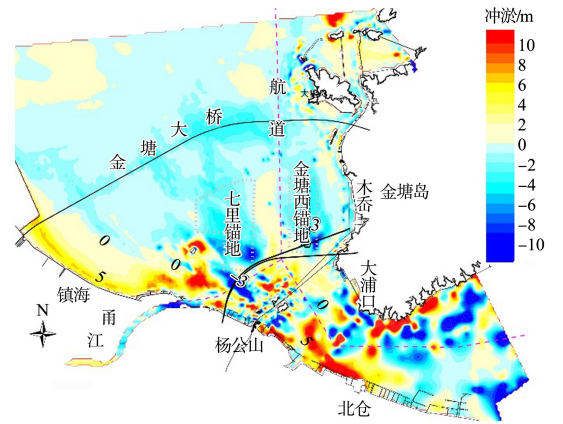 冲淤/m
10
8
6
4
2
0
-2
-4
-6
-8
-10
航道
金塘大桥
七里锚地
金塘西锚地
木岙
金塘岛
大浦口
3
-3
0
0
5
0
5
镇海
甬江
N
杨公山
北仓